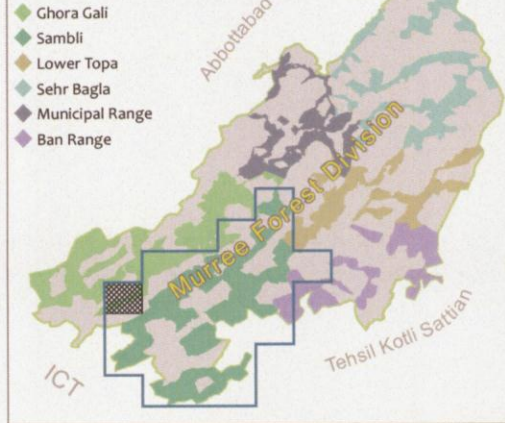 Ghora Gali
Sambli
Lower Topa
Sehr Bagla
Municipal Range
Ban Range
Abbottabad
Murree Forest Division
Tehsil Kotli Sattian
ICT